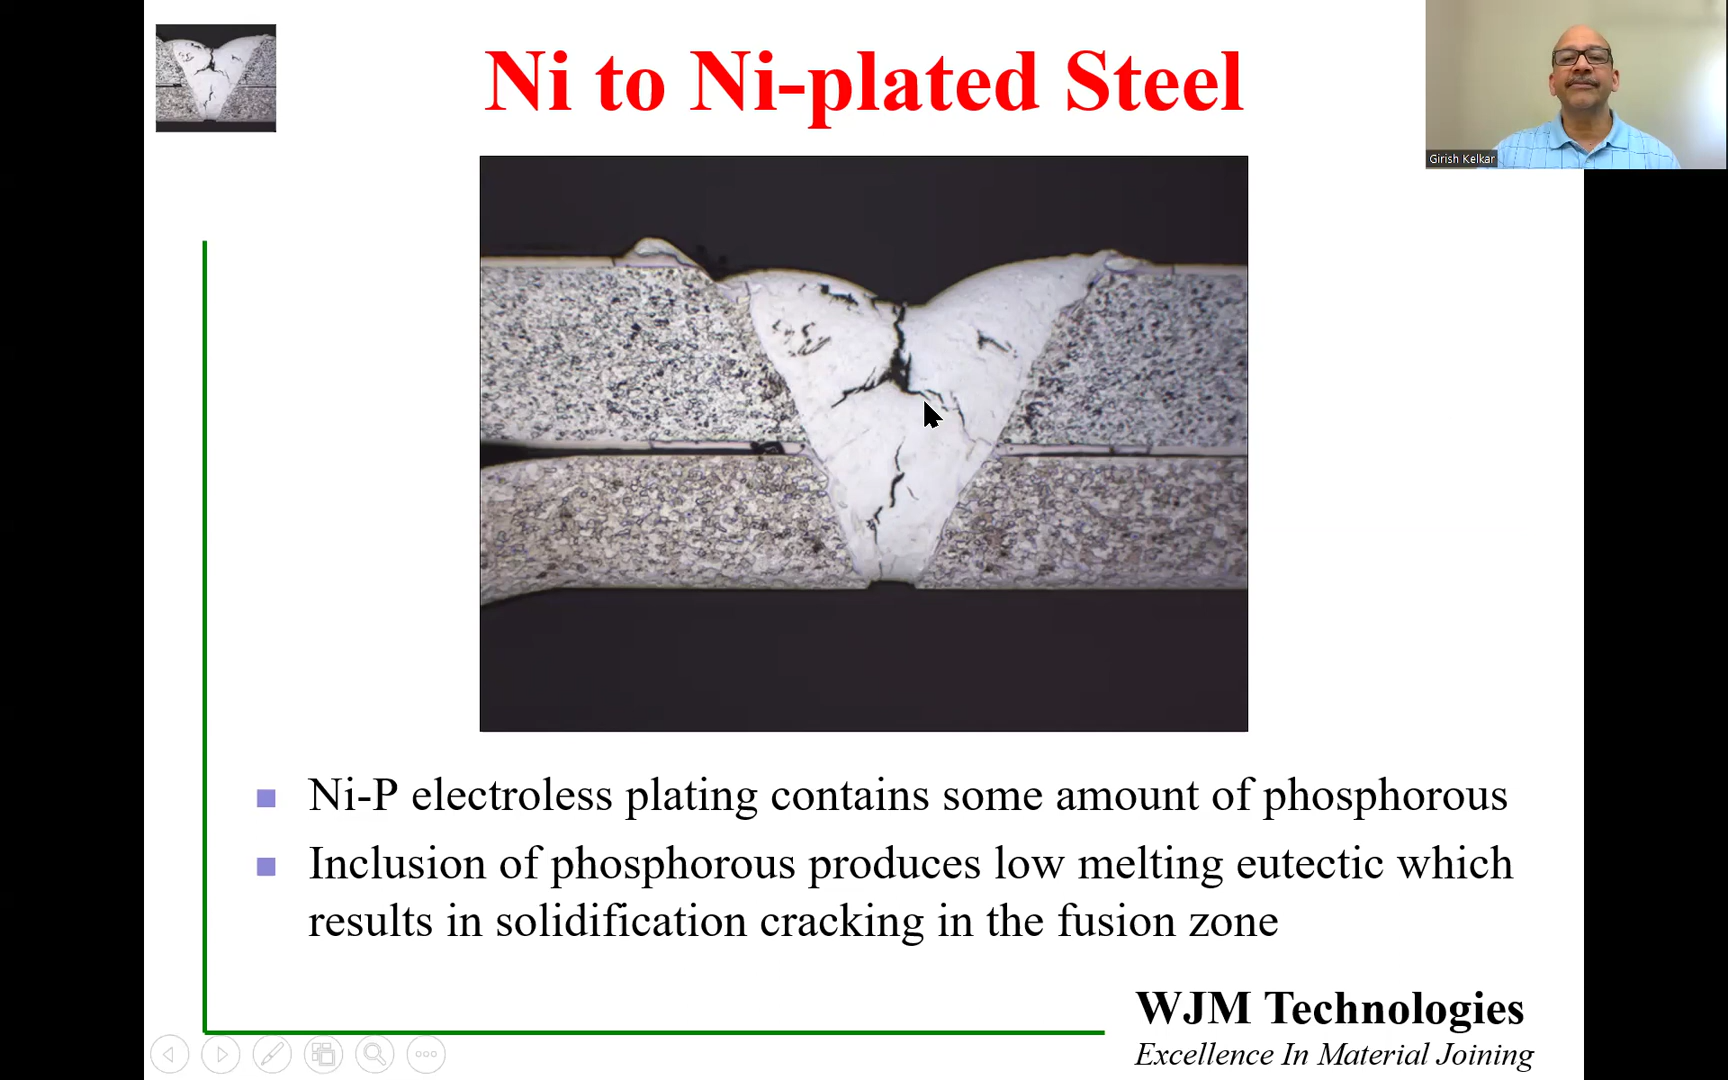 Ni to Ni-plated Steel
Girish Kelkar
Ni-P electroless plating contains some amount of phosphorous
Inclusion of phosphorous produces low melting eutectic which
results in solidification cracking in the fusion zone
WJM Technologies
Excellence In Material Joining